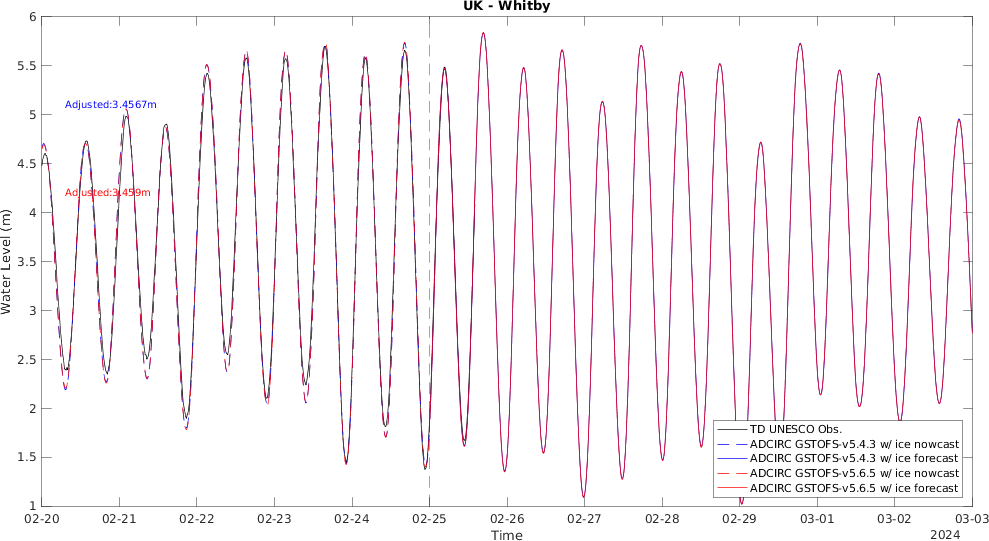 UK - Whitby
6
5.5
5
4.5
4
3.5
3
2.5
2
1.5
1
Water Level (m)
Adjusted:3.4567m
Adjusted:3.459m
TD UNESCO Obs.
ADCIRC GSTOFS-v5.4.3 w/ ice nowcast
ADCIRC GSTOFS-v5.4.3 w/ ice forecast
ADCIRC GSTOFS-v5.6.5 w/ ice nowcast
ADCIRC GSTOFS-v5.6.5 w/ ice forecast
02-20 02-21 02-22 02-23 02-24 02-25 02-26 02-27 02-28 02-29 03-01 03-02 03-03
Time
2024